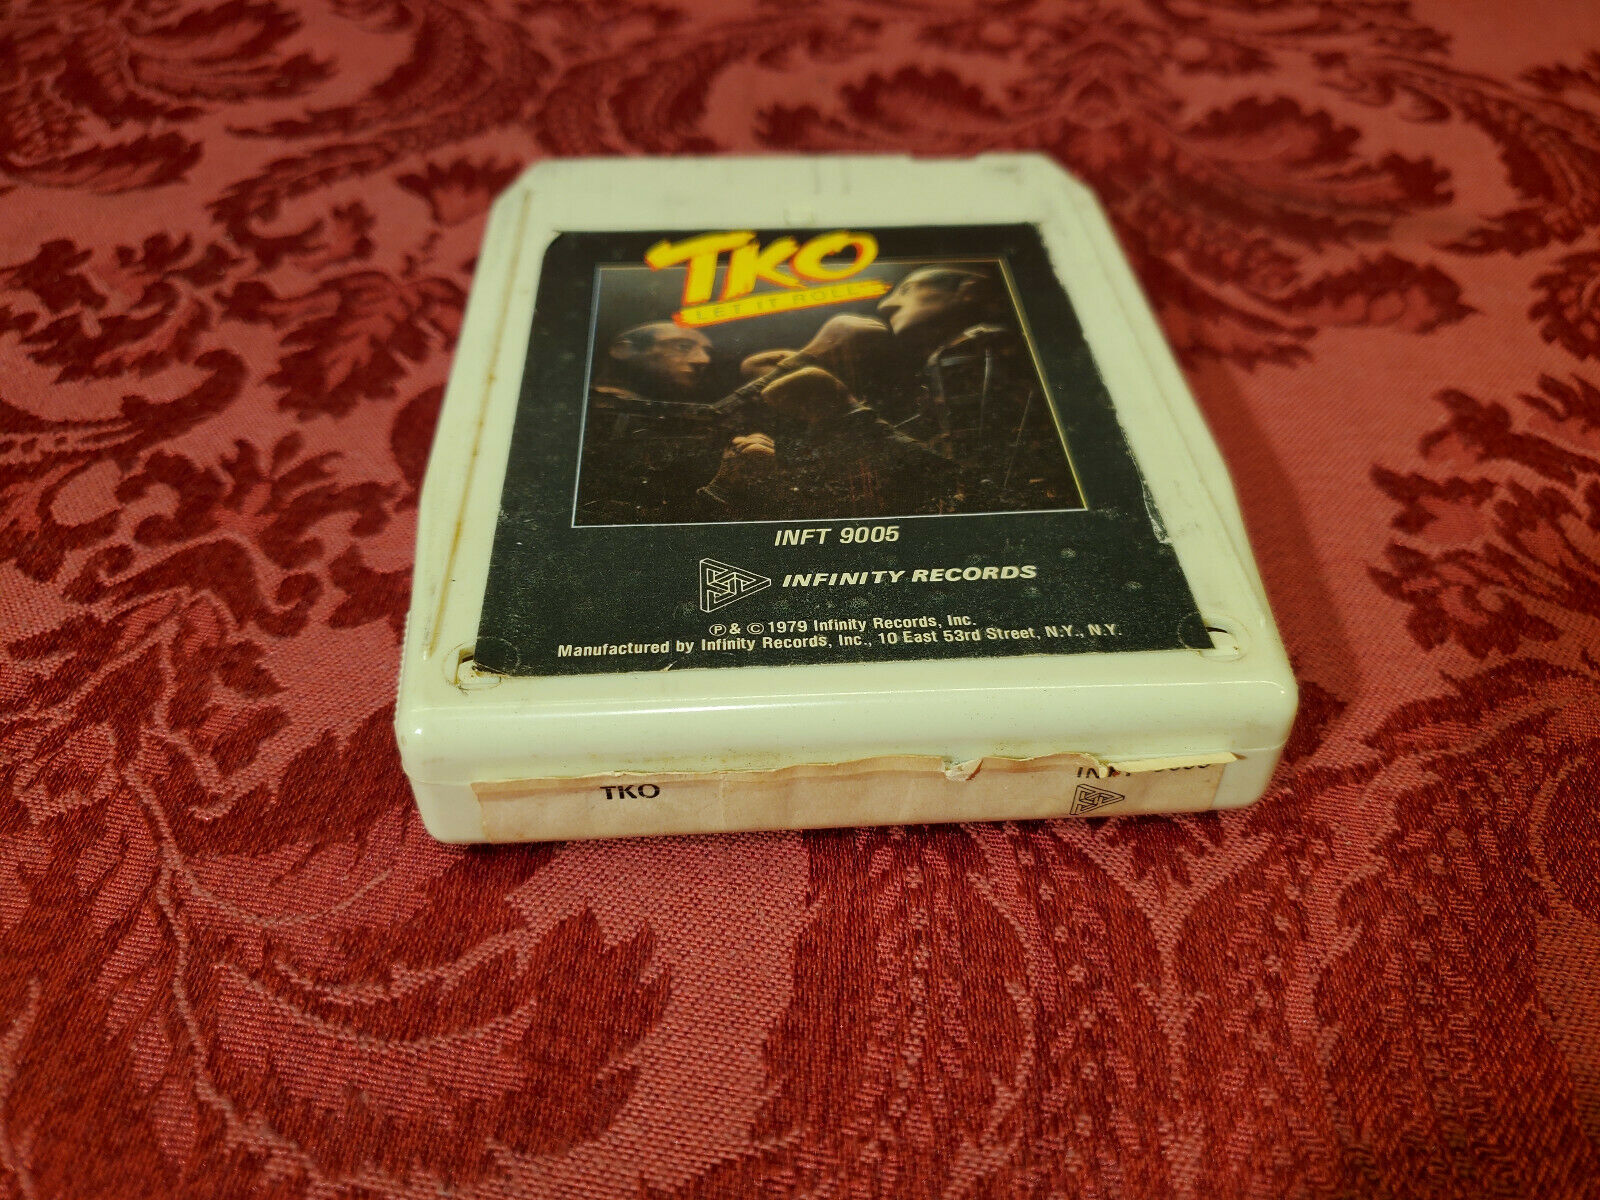 TKO
LET IT ROLL
INFT 9005
INFINITY RECORDS
℗ & © 1979 Infinity Records, Inc.
Manufactured by Infinity Records, Inc., 10 East 53rd Street, N.Y., N.Y.
TKO